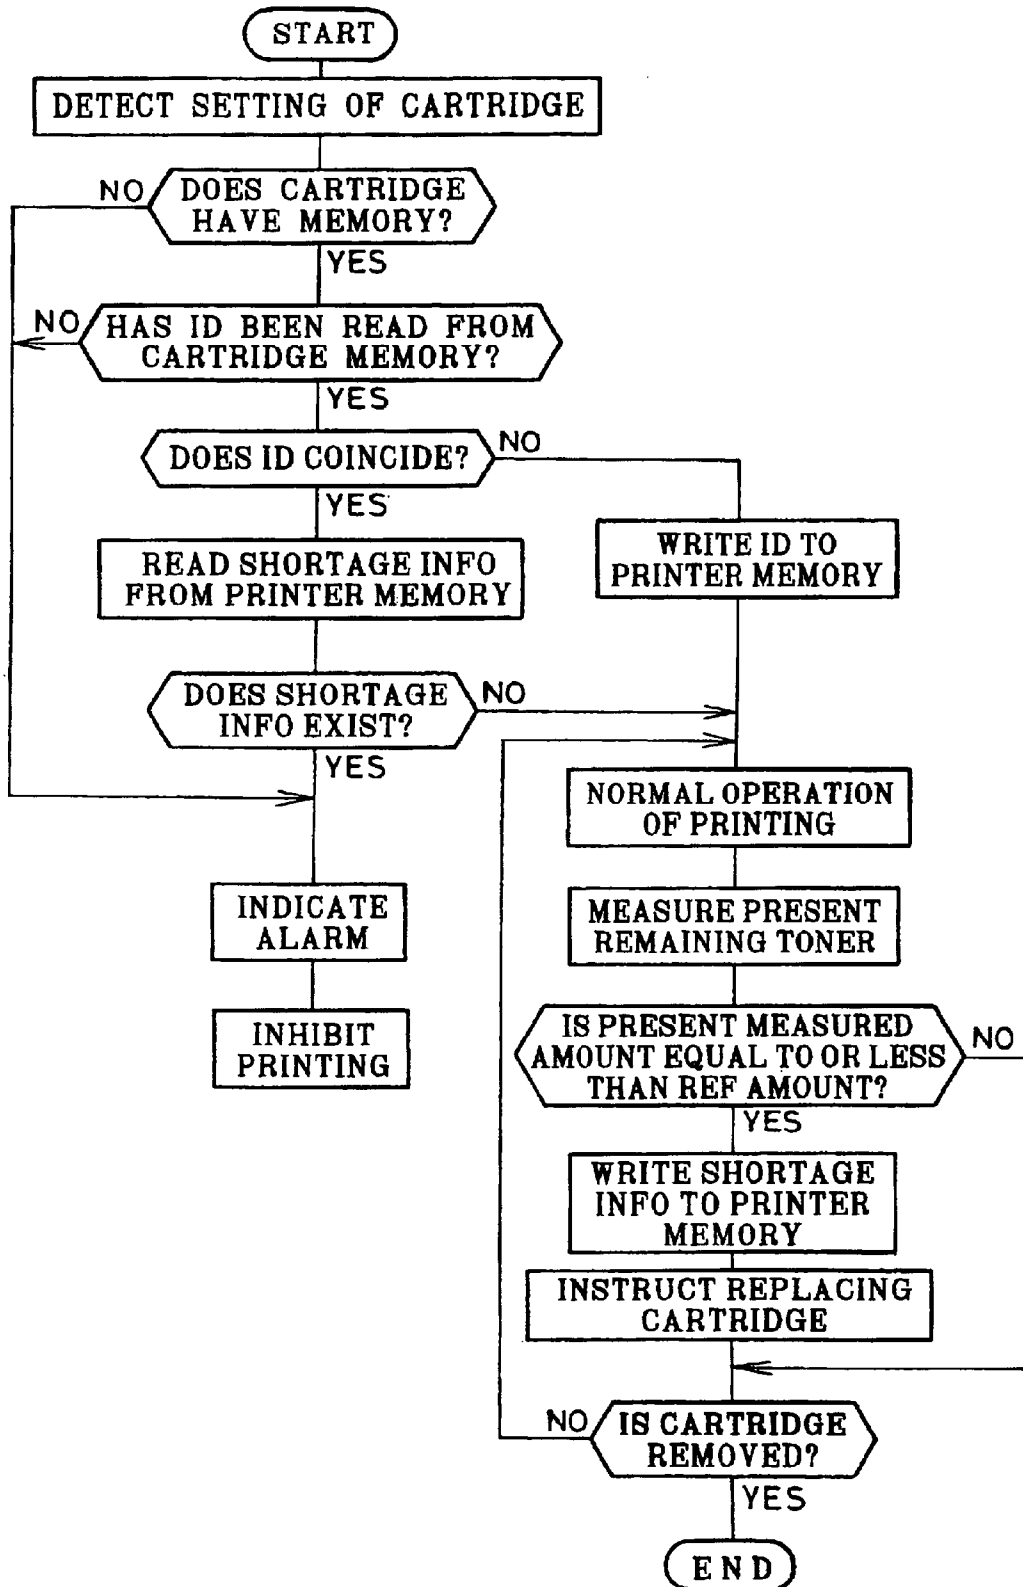 START
DETECT SETTING OF CARTRIDGE
NO
DOES CARTRIDGE
HAVE MEMORY?
YES
NO
HAS ID BEEN READ FROM
CARTRIDGE MEMORY?
YES
DOES ID COINCIDE?
NO
YES
READ SHORTAGE INFO
FROM PRINTER MEMORY
WRITE ID TO
PRINTER MEMORY
DOES SHORTAGE
INFO EXIST?
NO
YES
INDICATE
ALARM
INHIBIT
PRINTING
NORMAL OPERATION
OF PRINTING
MEASURE PRESENT
REMAINING TONER
IS PRESENT MEASURED
AMOUNT EQUAL TO OR LESS
THAN REF AMOUNT?
NO
YES
WRITE SHORTAGE
INFO TO PRINTER
MEMORY
INSTRUCT REPLACING
CARTRIDGE
NO
IS CARTRIDGE
REMOVED?
YES
END